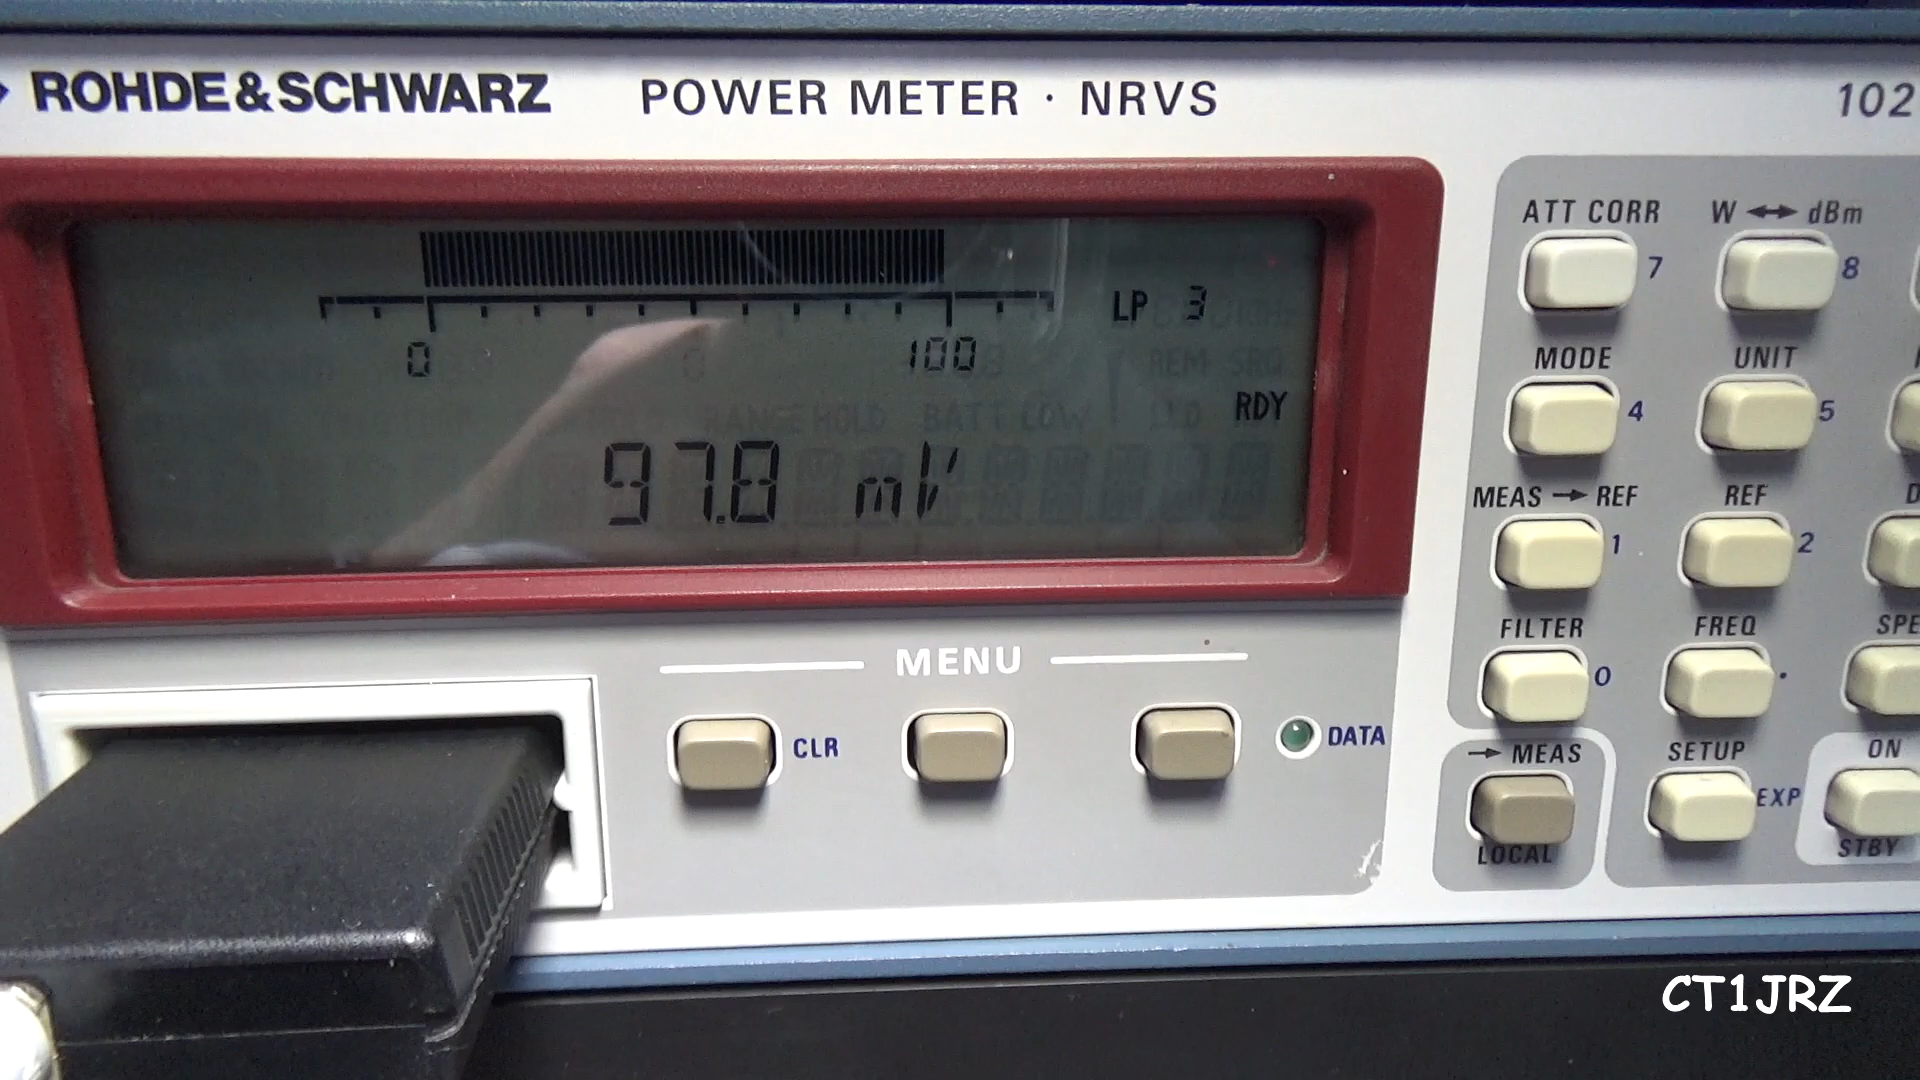 ROHDE&SCHWARZ POWER METER · NRVS 102
ATT CORR W ↔ dBm
7 8
LP 3
0 100
MODE UNIT
RDY
4 5
97.8 mV
MEAS → REF REF
1 2
FILTER FREQ SPE
MENU
0 .
CLR DATA
→ MEAS SETUP ON
EXP
LOCAL STBY
CT1JRZ